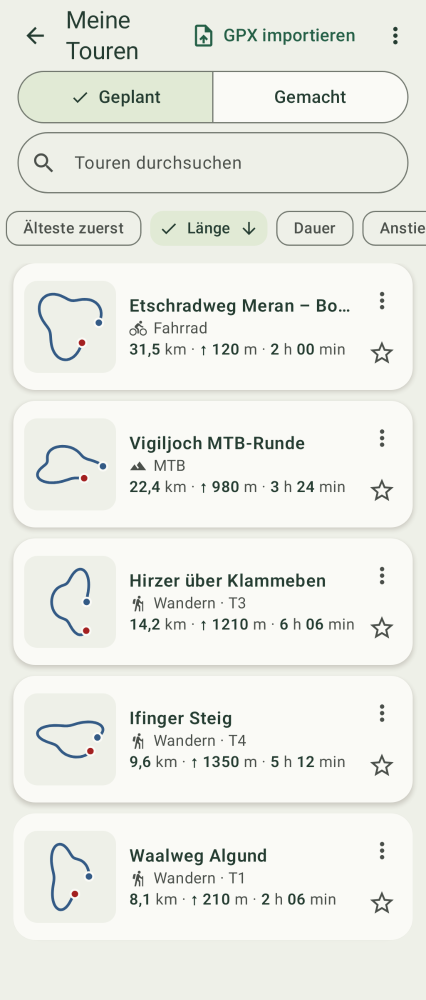 Meine
Touren
GPX importieren
Geplant
Gemacht
Touren durchsuchen
Älteste zuerst
Länge ↓
Dauer
Anstie
Etschradweg Meran – Bo…
Fahrrad
31,5 km · ↑ 120 m · 2 h 00 min
Vigiljoch MTB-Runde
MTB
22,4 km · ↑ 980 m · 3 h 24 min
Hirzer über Klammeben
Wandern · T3
14,2 km · ↑ 1210 m · 6 h 06 min
Ifinger Steig
Wandern · T4
9,6 km · ↑ 1350 m · 5 h 12 min
Waalweg Algund
Wandern · T1
8,1 km · ↑ 210 m · 2 h 06 min